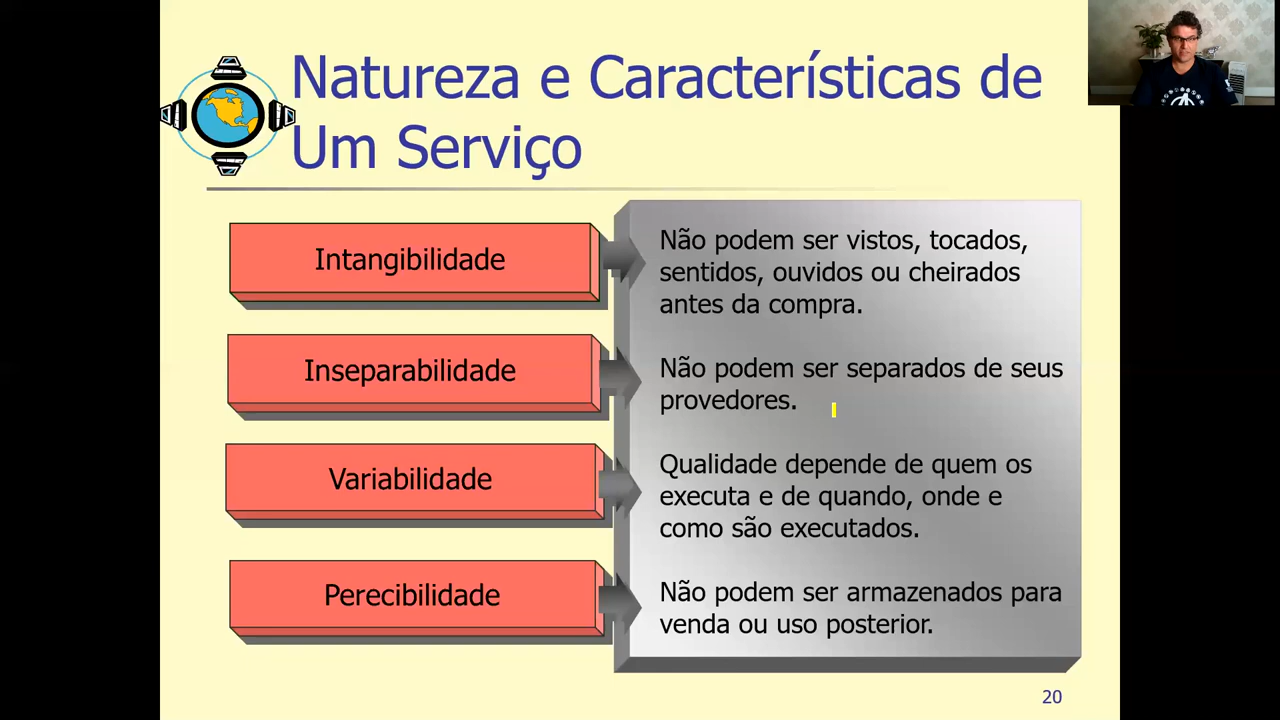 Natureza e Características de
Um Serviço
Intangibilidade
Não podem ser vistos, tocados,
sentidos, ouvidos ou cheirados
antes da compra.
Inseparabilidade
Não podem ser separados de seus
provedores.
Variabilidade
Qualidade depende de quem os
executa e de quando, onde e
como são executados.
Perecibilidade
Não podem ser armazenados para
venda ou uso posterior.
20